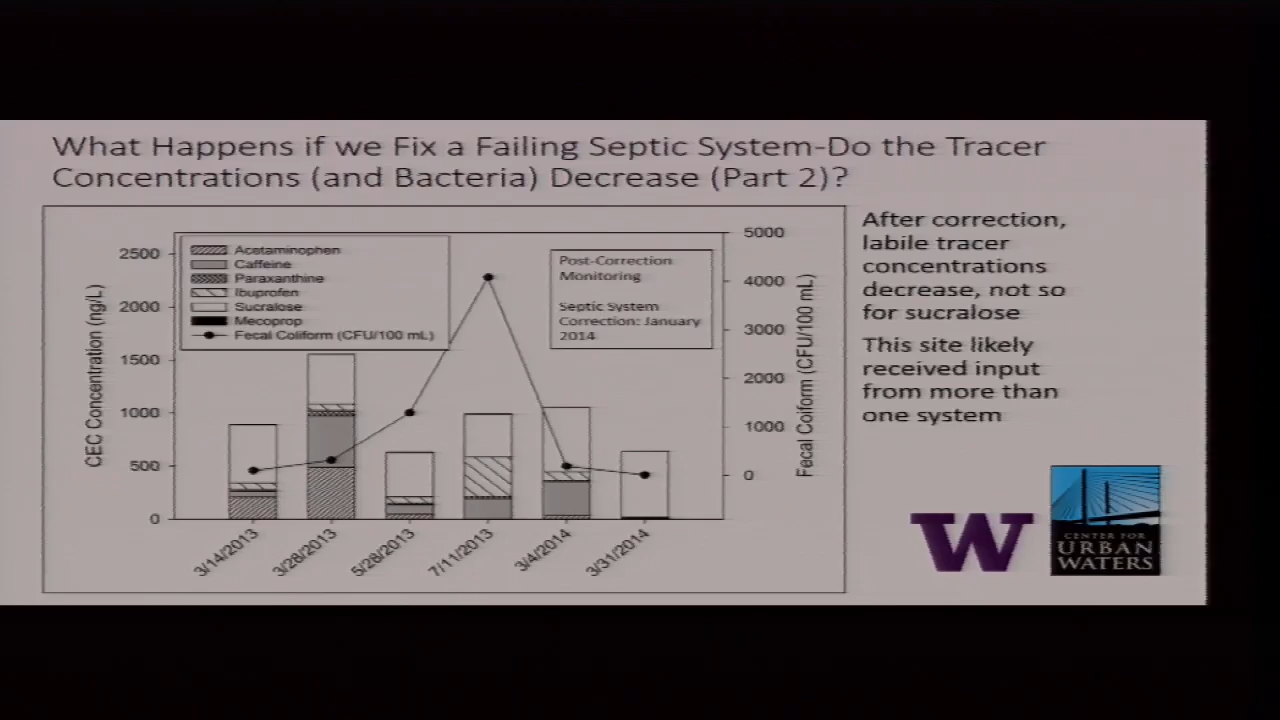 What Happens if we Fix a Failing Septic System-Do the Tracer
Concentrations (and Bacteria) Decrease (Part 2)?
CEC Concentration (ng/L)
2500
2000
1500
1000
500
0
Acetaminophen
Caffeine
Paraxanthine
Ibuprofen
Sucralose
Mecoprop
Fecal Coliform (CFU/100 mL)
Post-Correction
Monitoring
Septic System
Correction: January
2014
5000
4000
3000
2000
1000
0
Fecal Coliform (CFU/100 mL)
3/14/2013
3/28/2013
5/28/2013
7/11/2013
3/4/2014
3/31/2014
After correction,
labile tracer
concentrations
decrease, not so
for sucralose
This site likely
received input
from more than
one system
W
CENTER FOR
URBAN
WATERS